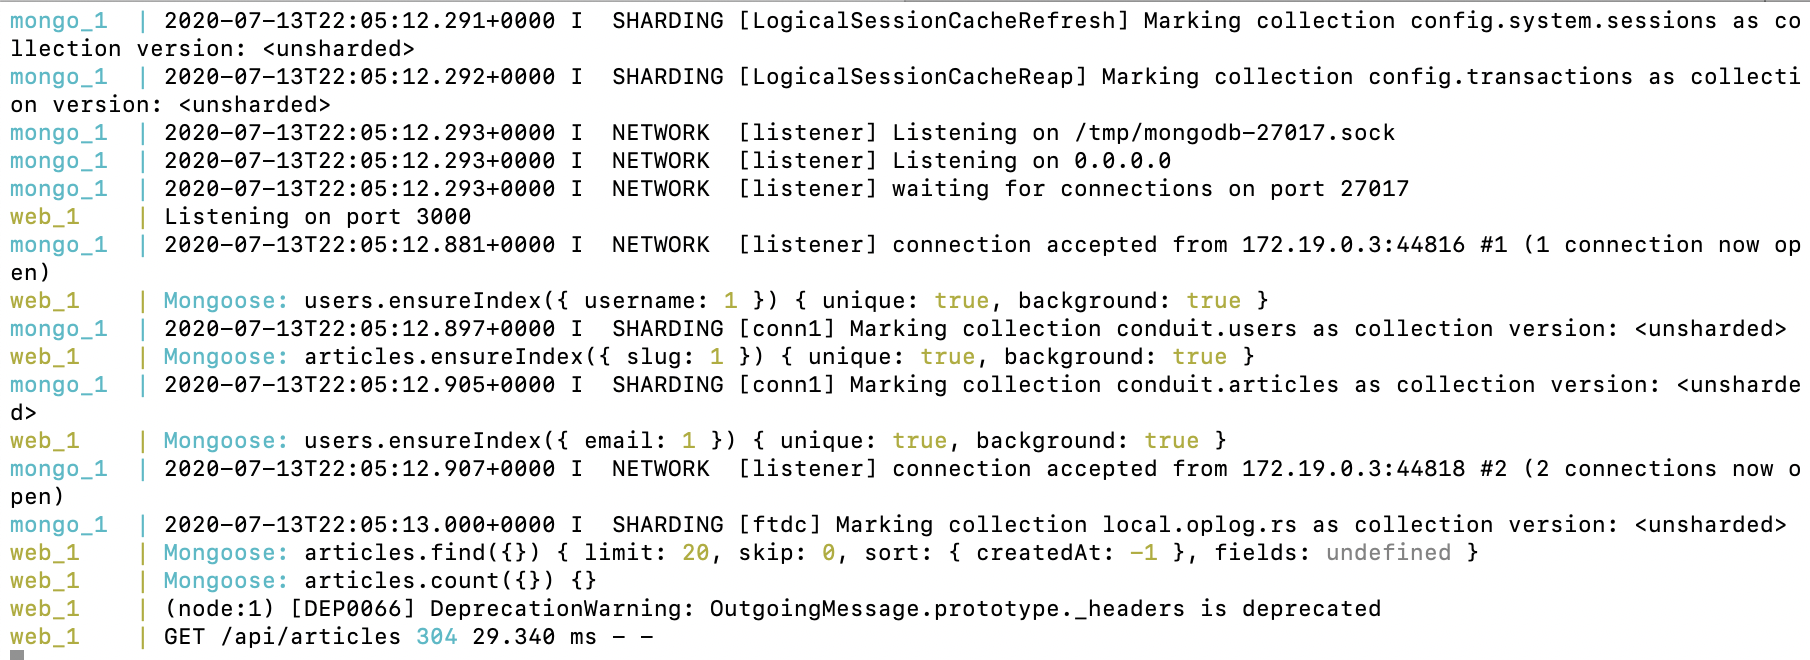 mongo_1  | 2020-07-13T22:05:12.291+0000 I  SHARDING [LogicalSessionCacheRefresh] Marking collection config.system.sessions as co
llection version: <unsharded>
mongo_1  | 2020-07-13T22:05:12.292+0000 I  SHARDING [LogicalSessionCacheReap] Marking collection config.transactions as collecti
on version: <unsharded>
mongo_1  | 2020-07-13T22:05:12.293+0000 I  NETWORK  [listener] Listening on /tmp/mongodb-27017.sock
mongo_1  | 2020-07-13T22:05:12.293+0000 I  NETWORK  [listener] Listening on 0.0.0.0
mongo_1  | 2020-07-13T22:05:12.293+0000 I  NETWORK  [listener] waiting for connections on port 27017
web_1    | Listening on port 3000
mongo_1  | 2020-07-13T22:05:12.881+0000 I  NETWORK  [listener] connection accepted from 172.19.0.3:44816 #1 (1 connection now op
en)
web_1    | Mongoose: users.ensureIndex({ username: 1 }) { unique: true, background: true }
mongo_1  | 2020-07-13T22:05:12.897+0000 I  SHARDING [conn1] Marking collection conduit.users as collection version: <unsharded>
web_1    | Mongoose: articles.ensureIndex({ slug: 1 }) { unique: true, background: true }
mongo_1  | 2020-07-13T22:05:12.905+0000 I  SHARDING [conn1] Marking collection conduit.articles as collection version: <unsharde
d>
web_1    | Mongoose: users.ensureIndex({ email: 1 }) { unique: true, background: true }
mongo_1  | 2020-07-13T22:05:12.907+0000 I  NETWORK  [listener] connection accepted from 172.19.0.3:44818 #2 (2 connections now o
pen)
mongo_1  | 2020-07-13T22:05:13.000+0000 I  SHARDING [ftdc] Marking collection local.oplog.rs as collection version: <unsharded>
web_1    | Mongoose: articles.find({}) { limit: 20, skip: 0, sort: { createdAt: -1 }, fields: undefined }
web_1    | Mongoose: articles.count({}) {}
web_1    | (node:1) [DEP0066] DeprecationWarning: OutgoingMessage.prototype._headers is deprecated
web_1    | GET /api/articles 304 29.340 ms - -